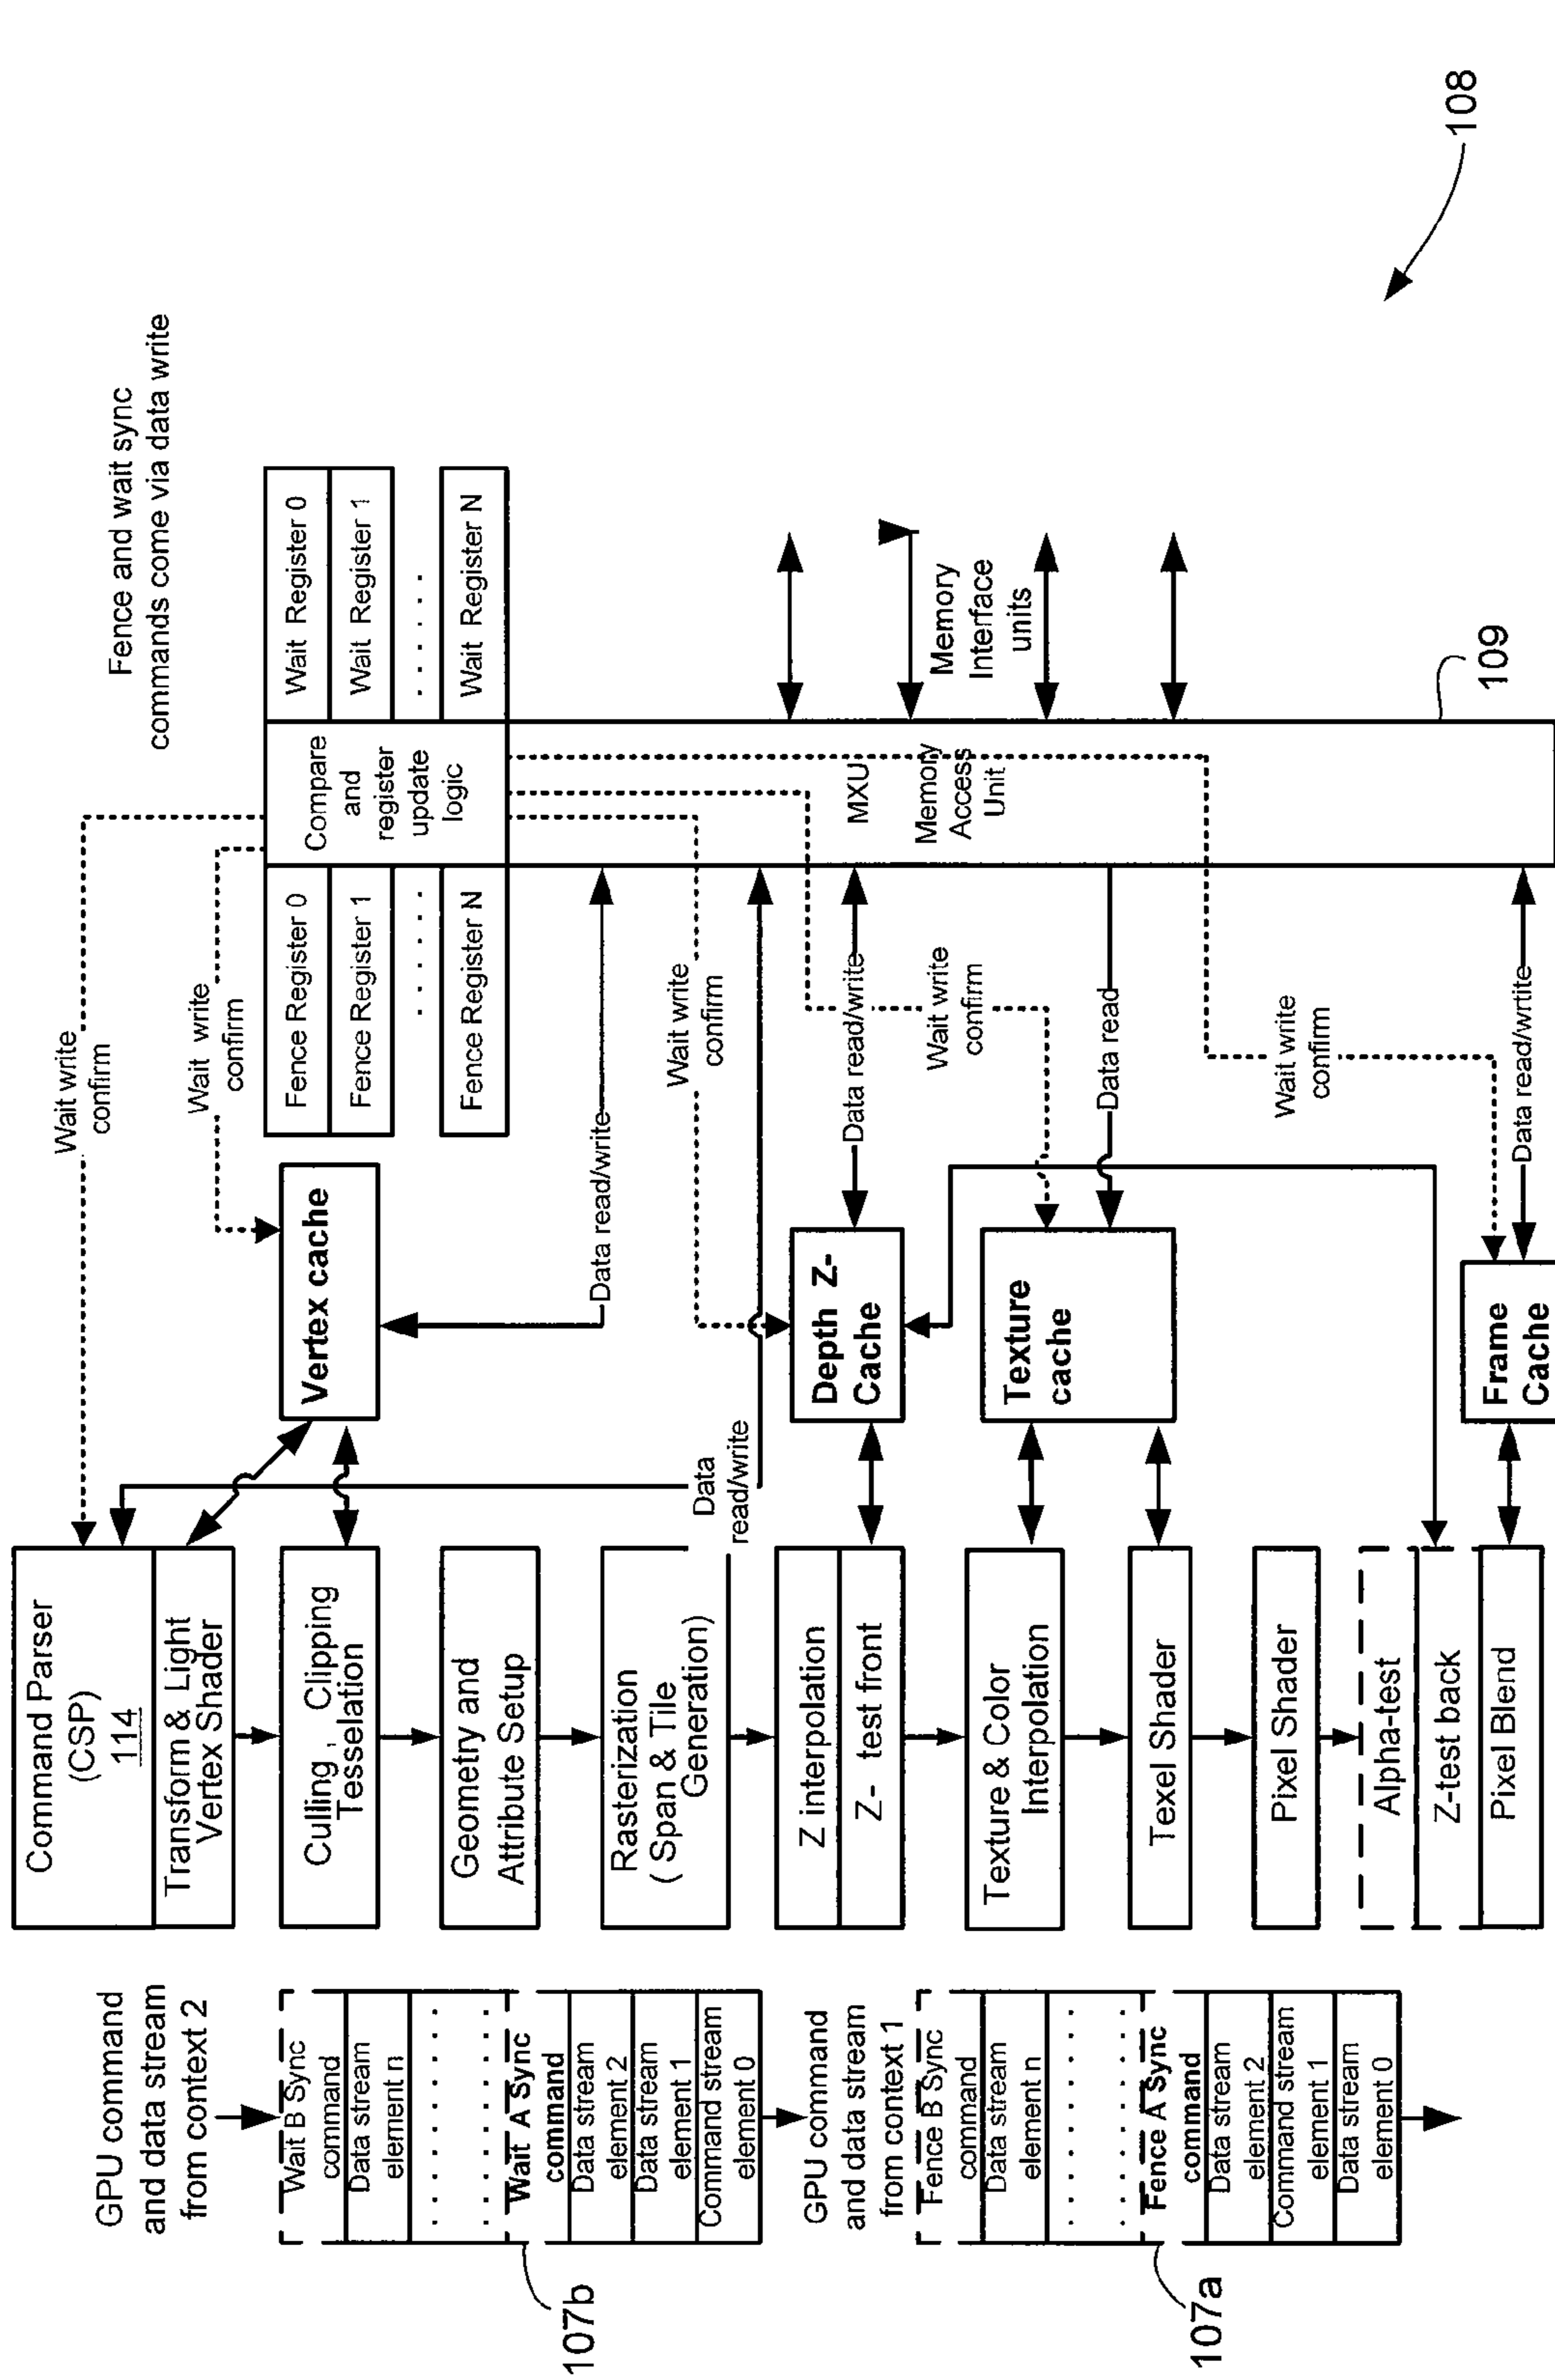 GPU command
and data stream
from context 2
Wait B Sync
command
Data stream
element n
. . . . . . . .
. . . . . . . .
Wait A Sync
command
Data stream
element 2
Data stream
element 1
Command stream
element 0
107b
GPU command
and data stream
from context 1
Fence B Sync
command
Data stream
element n
. . . . . . . .
. . . . . . . .
Fence A Sync
command
Data stream
element 2
Command stream
element 1
Data stream
element 0
107a
Command Parser
(CSP)
114
Transform & Light
Vertex Shader
Culling , Clipping
Tesselation
Geometry and
Attribute Setup
Rasterization
( Span & Tile
Generation)
Z interpolation
Z- test front
Texture & Color
Interpolation
Texel Shader
Pixel Shader
Alpha-test
Z-test back
Pixel Blend
Vertex cache
Depth Z-
Cache
Texture
cache
Frame
Cache
Wait write
confirm
Wait write
confirm
Data read/write
Data
read/write
Wait write
confirm
Data read/write
Wait write
confirm
Data read
Wait write
confirm
Data read/wrtite
Fence Register 0
Fence Register 1
. . . . . .
Fence Register N
Compare
and
register
update
logic
Wait Register 0
Wait Register 1
. . . . . .
Wait Register N
MXU
Memory
Access
Unit
Fence and wait sync
commands come via data write
Memory
Interface
units
109
108